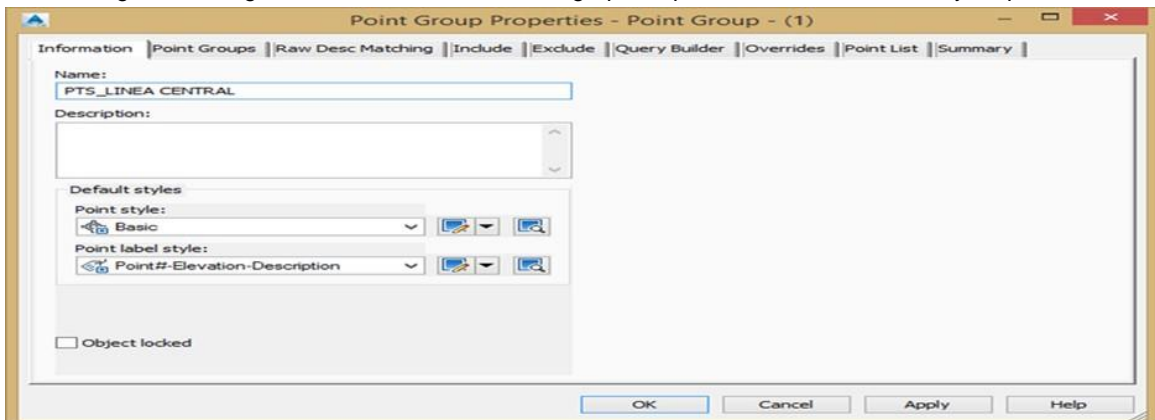 Point Group Properties - Point Group - (1)
Information Point Groups Raw Desc Matching Include Exclude Query Builder Overrides Point List Summary
Name:
PTS_LINEA CENTRAL
Description:
Default styles
Point style:
Basic
Point label style:
Point#-Elevation-Description
Object locked
OK Cancel Apply Help